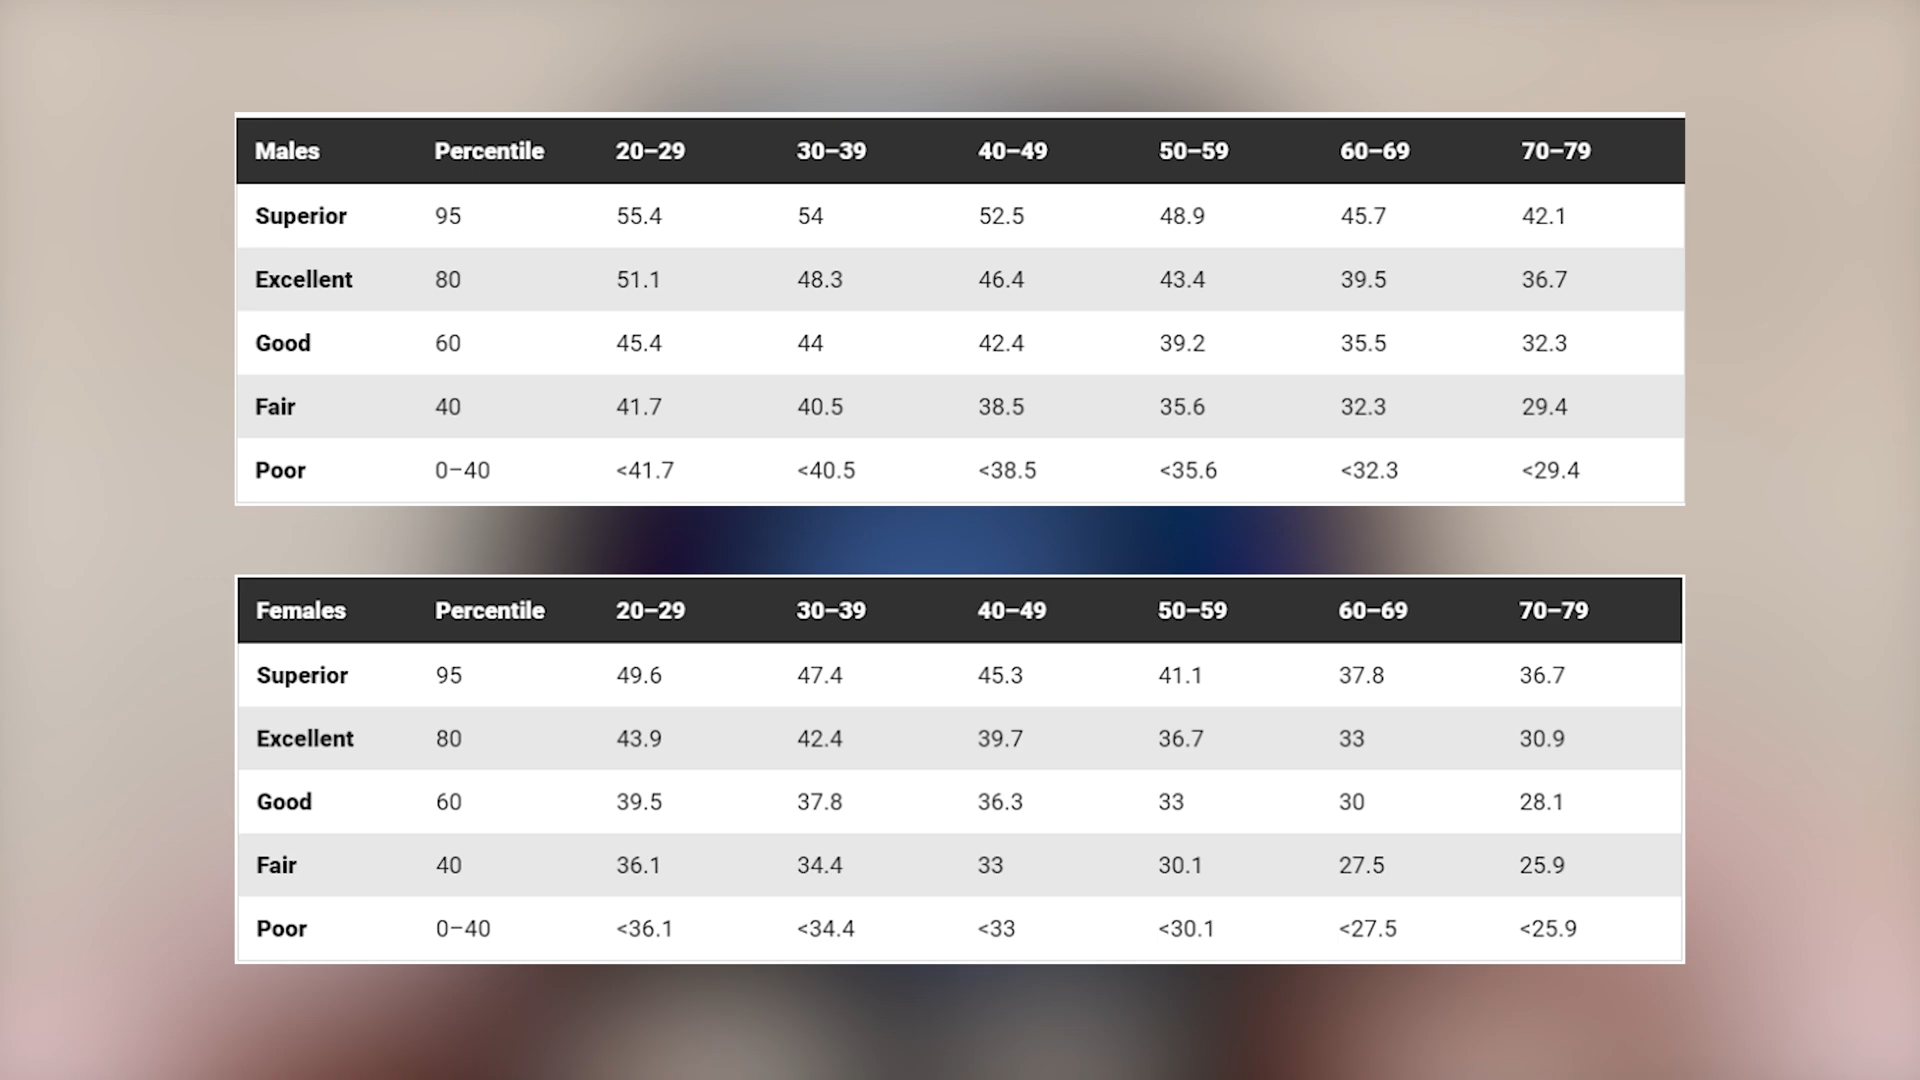 Males Percentile 20–29 30–39 40–49 50–59 60–69 70–79
Superior 95 55.4 54 52.5 48.9 45.7 42.1
Excellent 80 51.1 48.3 46.4 43.4 39.5 36.7
Good 60 45.4 44 42.4 39.2 35.5 32.3
Fair 40 41.7 40.5 38.5 35.6 32.3 29.4
Poor 0–40 <41.7 <40.5 <38.5 <35.6 <32.3 <29.4
Females Percentile 20–29 30–39 40–49 50–59 60–69 70–79
Superior 95 49.6 47.4 45.3 41.1 37.8 36.7
Excellent 80 43.9 42.4 39.7 36.7 33 30.9
Good 60 39.5 37.8 36.3 33 30 28.1
Fair 40 36.1 34.4 33 30.1 27.5 25.9
Poor 0–40 <36.1 <34.4 <33 <30.1 <27.5 <25.9